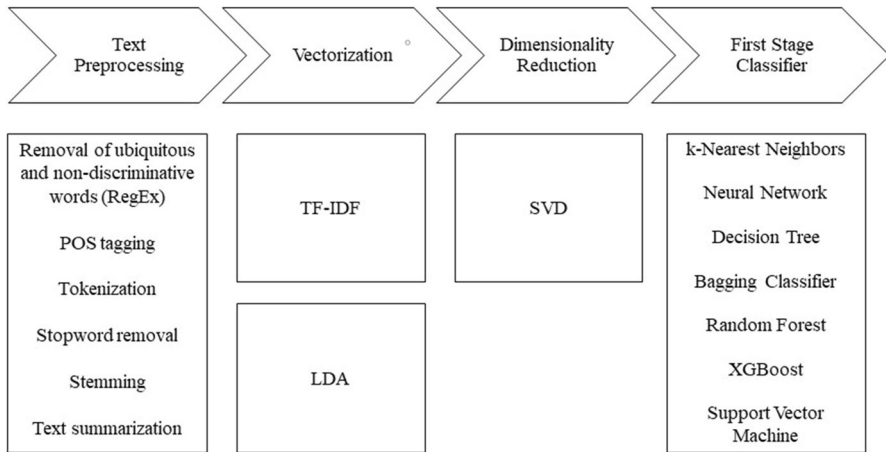 Text
Preprocessing
Vectorization
Dimensionality
Reduction
First Stage
Classifier
Removal of ubiquitous
and non-discriminative
words (RegEx)
POS tagging
Tokenization
Stopword removal
Stemming
Text summarization
TF-IDF
LDA
SVD
k-Nearest Neighbors
Neural Network
Decision Tree
Bagging Classifier
Random Forest
XGBoost
Support Vector
Machine